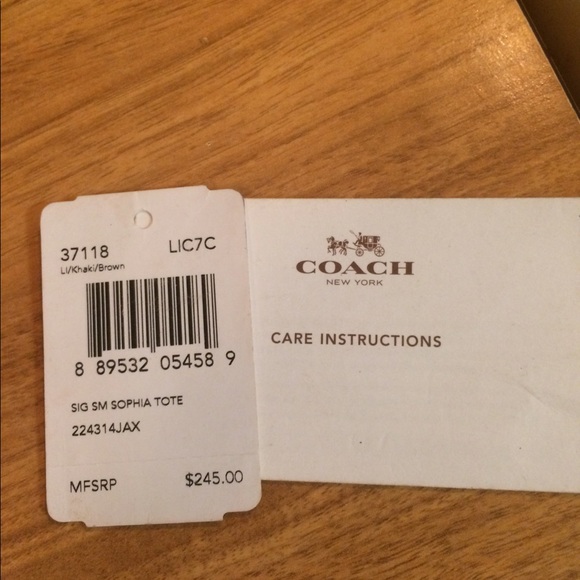 37118 LIC7C
LI/Khaki/Brown
8 89532 05458 9
SIG SM SOPHIA TOTE
224314JAX
MFSRP $245.00
COACH
NEW YORK
CARE INSTRUCTIONS